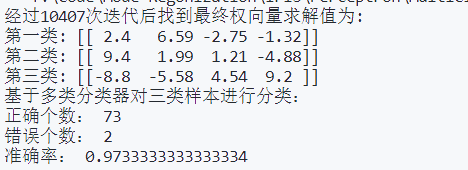 经过10407次迭代后找到最终权向量求解值为:
第一类: [[ 2.4   6.59 -2.75 -1.32]]
第二类: [[ 9.4   1.99  1.21 -4.88]]
第三类: [[-8.8  -5.58  4.54  9.2 ]]
基于多类分类器对三类样本进行分类:
正确个数： 73
错误个数： 2
准确率： 0.9733333333333334